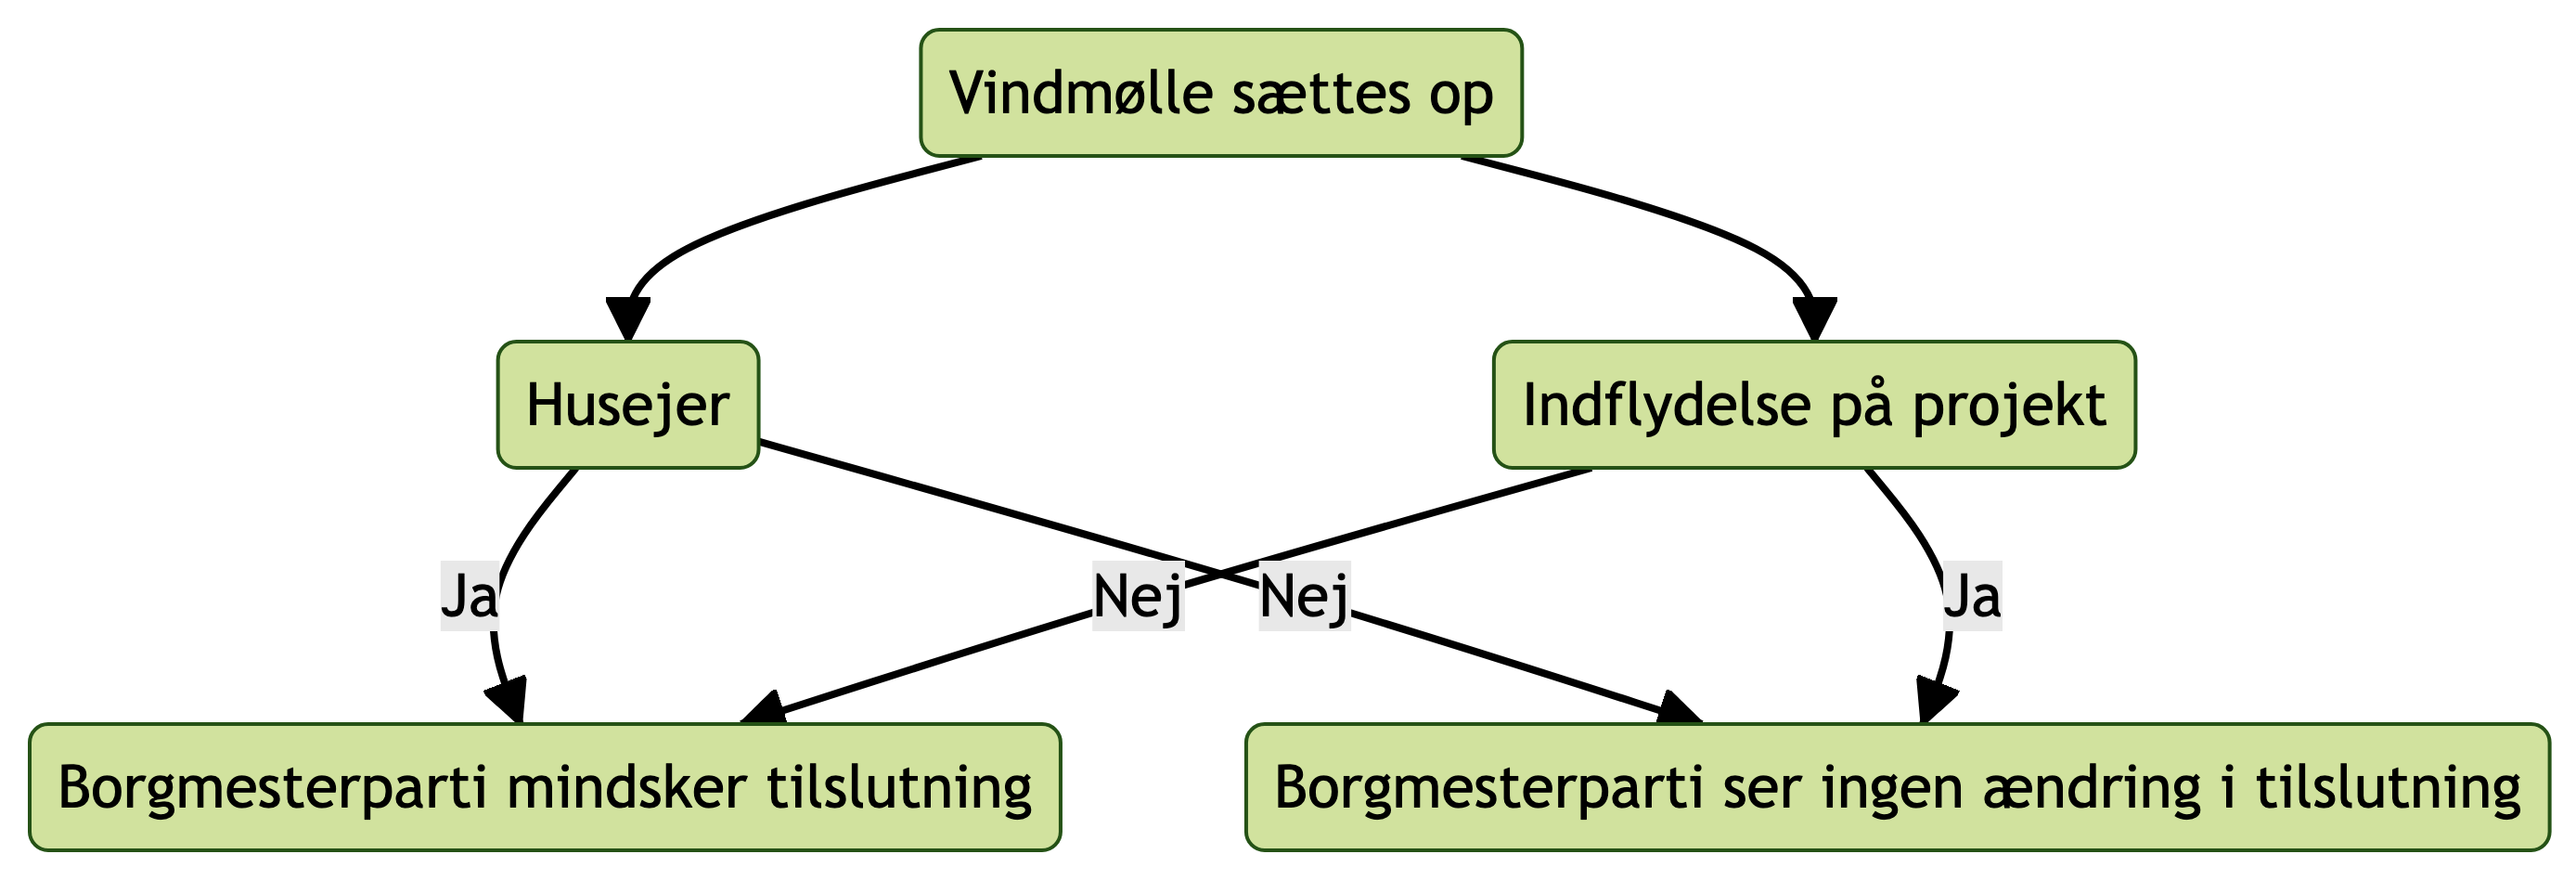 Vindmølle sættes op
Husejer
Indflydelse på projekt
Ja
Nej
Nej
Ja
Borgmesterparti mindsker tilslutning
Borgmesterparti ser ingen ændring i tilslutning